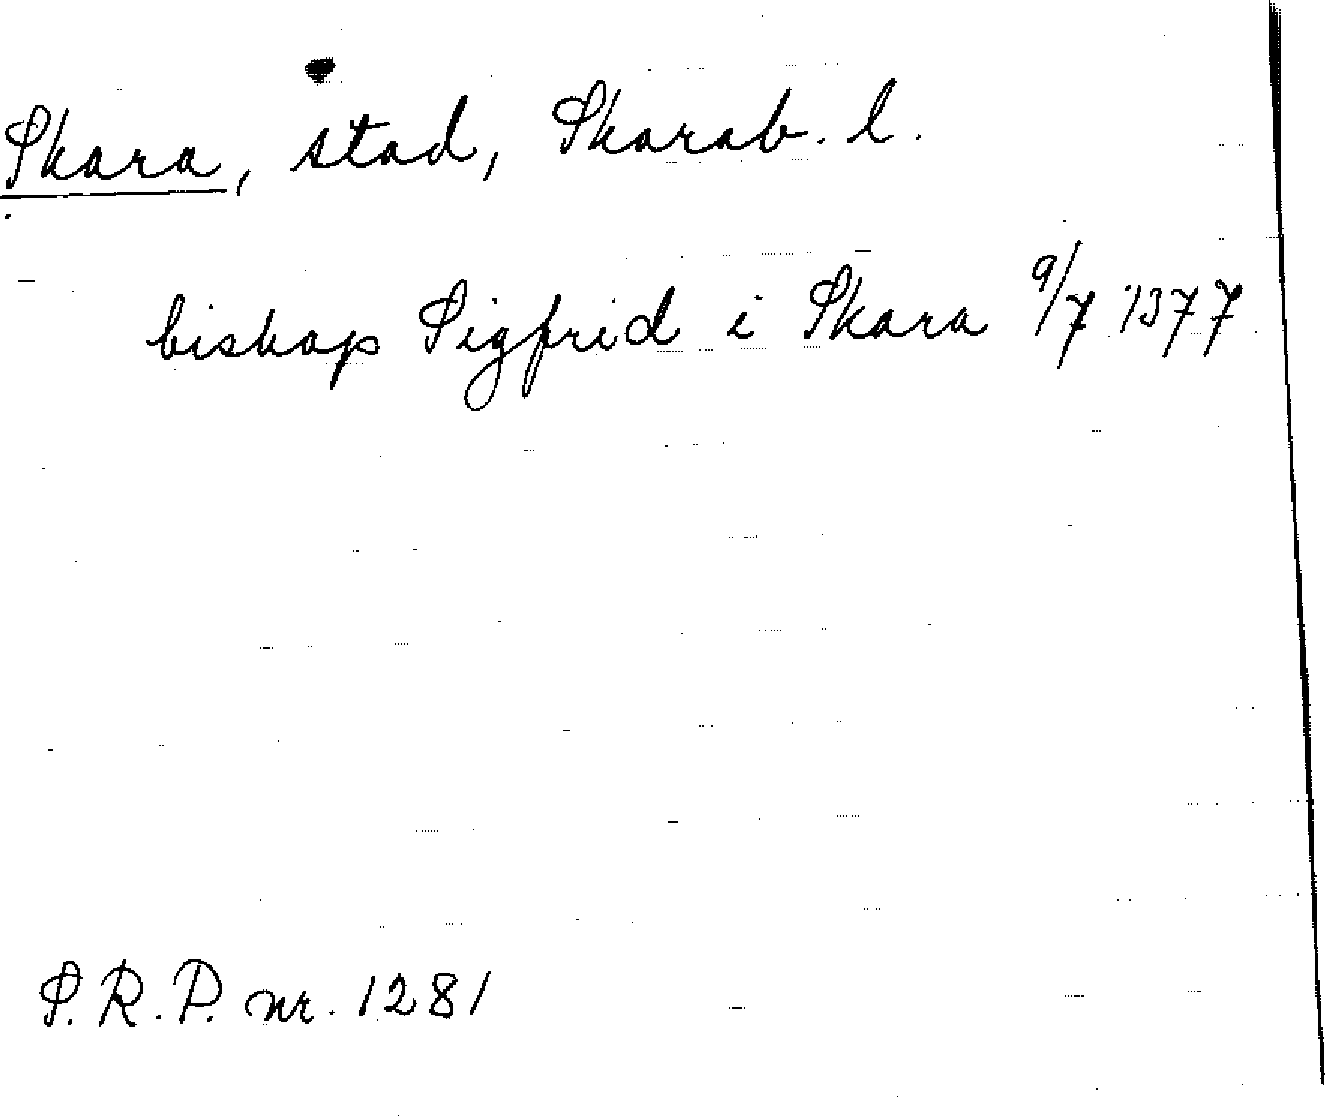 Skara, stad, Skarab. l.
biskop Sigfrid i Skara 9/7 1377
S.R.P. nr. 1281